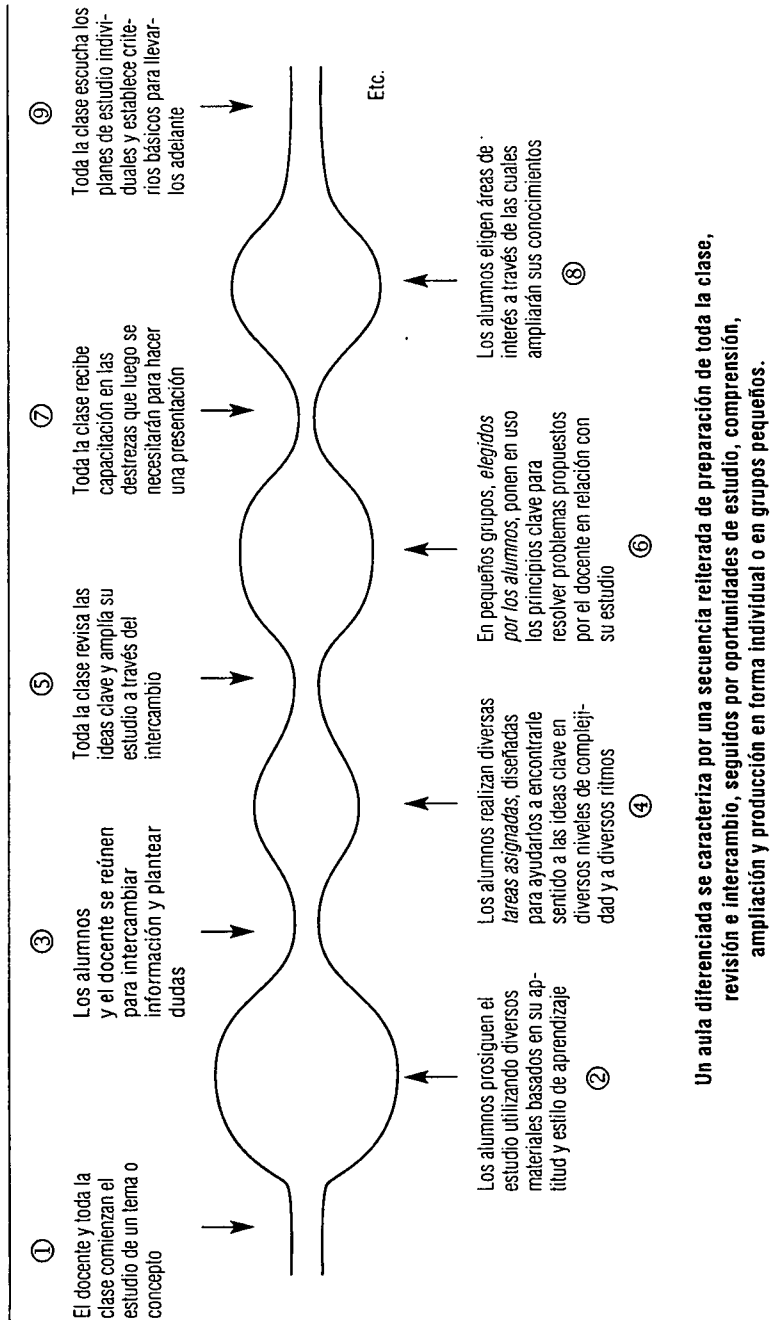 ①
El docente y toda la
clase comienzan el
estudio de un tema o
concepto
②
Los alumnos prosiguen el
estudio utilizando diversos
materiales basados en su ap-
titud y estilo de aprendizaje
③
Los alumnos
y el docente se reúnen
para intercambiar
información y plantear
dudas
④
Los alumnos realizan diversas
tareas asignadas, diseñadas
para ayudarlos a encontrarle
sentido a las ideas clave en
diversos niveles de compleji-
dad y a diversos ritmos
⑤
Toda la clase revisa las
ideas clave y amplía su
estudio a través del
intercambio
⑥
En pequeños grupos, elegidos
por los alumnos, ponen en uso
los principios clave para
resolver problemas propuestos
por el docente en relación con
su estudio
⑦
Toda la clase recibe
capacitación en las
destrezas que luego se
necesitarán para hacer
una presentación
⑧
Los alumnos eligen áreas de
interés a través de las cuales
ampliarán sus conocimientos
⑨
Toda la clase escucha los
planes de estudio indivi-
duales y establece crite-
rios básicos para llevar-
los adelante
Etc.
Un aula diferenciada se caracteriza por una secuencia reiterada de preparación de toda la clase,
revisión e intercambio, seguidos por oportunidades de estudio, comprensión,
ampliación y producción en forma individual o en grupos pequeños.